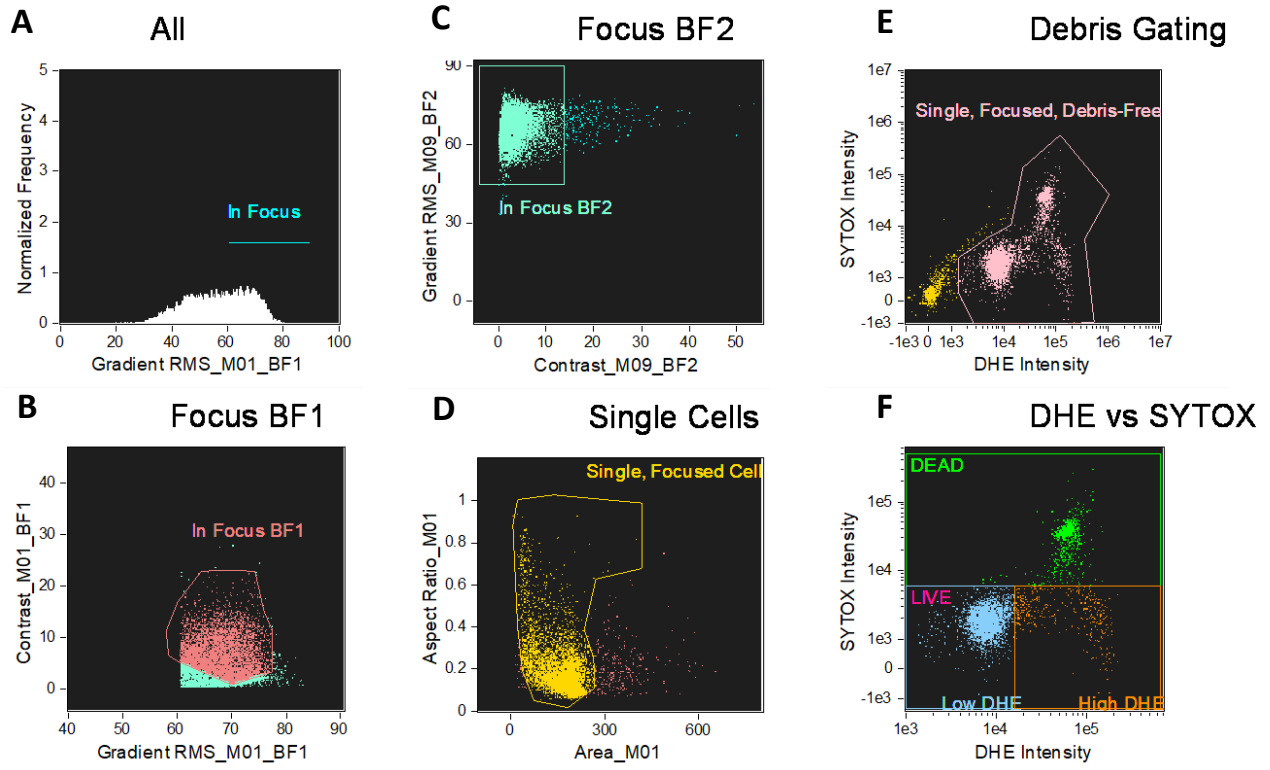 A
All
Normalized Frequency
5
4
3
2
1
0
In Focus
0 20 40 60 80 100
Gradient RMS_M01_BF1
B
Focus BF1
Contrast_M01_BF1
40
30
20
10
0
In Focus BF1
40 50 60 70 80 90
Gradient RMS_M01_BF1
C
Focus BF2
Gradient RMS_M09_BF2
90
60
30
0
In Focus BF2
0 10 20 30 40 50
Contrast_M09_BF2
D
Single Cells
Aspect Ratio_M01
1
0.8
0.6
0.4
0.2
0
Single, Focused Cell
0 300 600
Area_M01
E
Debris Gating
SYTOX Intensity
1e7
1e6
1e5
1e4
1e3
0
-1e3
Single, Focused, Debris-Free
-1e3 0 1e3 1e4 1e5 1e6 1e7
DHE Intensity
F
DHE vs SYTOX
SYTOX Intensity
1e5
1e4
1e3
0
-1e3
DEAD
LIVE
Low DHE
High DHE
1e3 1e4 1e5
DHE Intensity